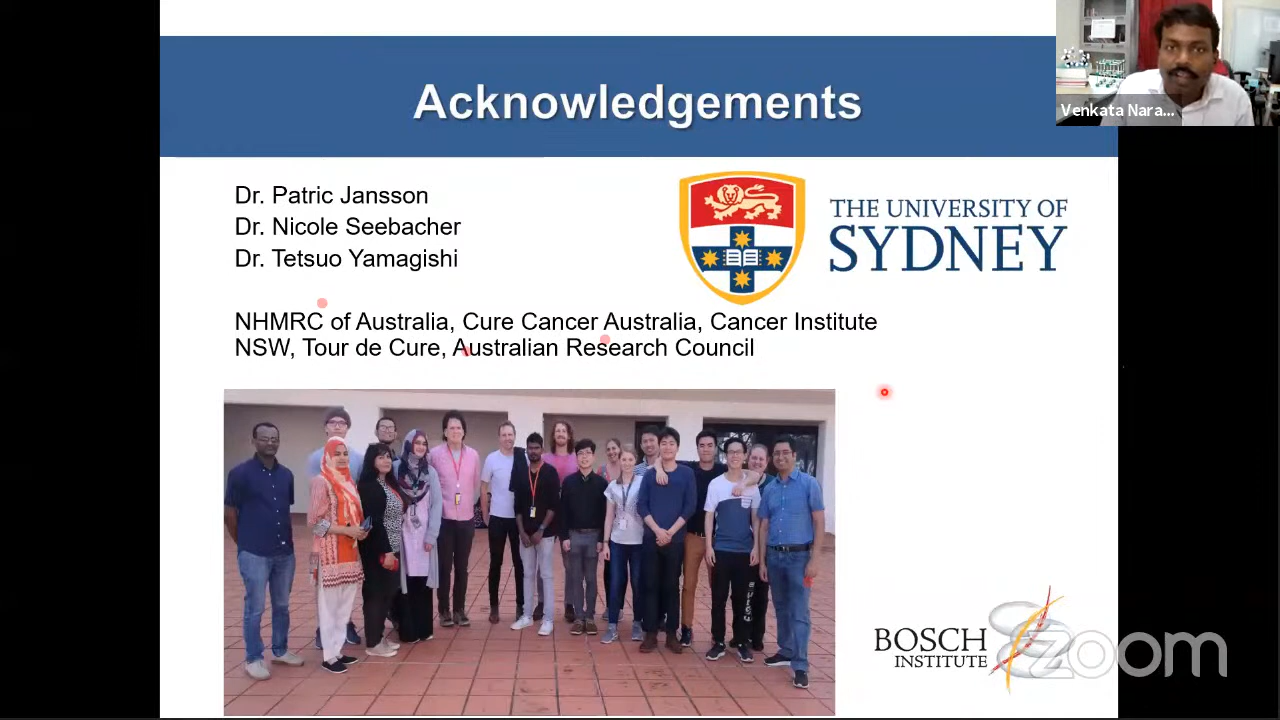 Acknowledgements
Venkata Nara...
Dr. Patric Jansson
Dr. Nicole Seebacher
Dr. Tetsuo Yamagishi
THE UNIVERSITY OF
SYDNEY
NHMRC of Australia, Cure Cancer Australia, Cancer Institute
NSW, Tour de Cure, Australian Research Council
BOSCH
INSTITUTE
zoom